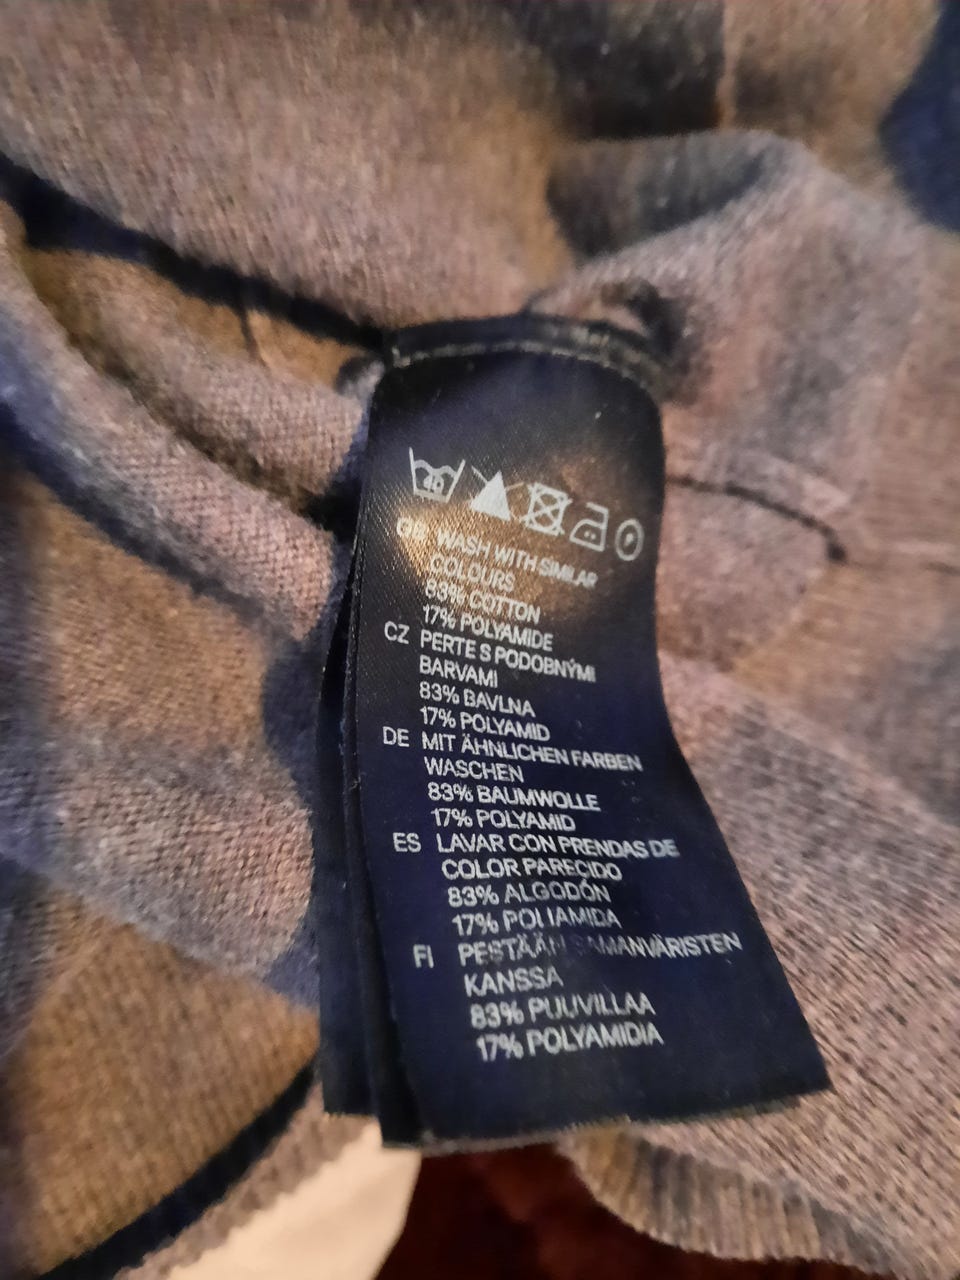 40
P
GB WASH WITH SIMILAR
COLOURS
83% COTTON
17% POLYAMIDE
CZ PERTE S PODOBNÝMI
BARVAMI
83% BAVLNA
17% POLYAMID
DE MIT ÄHNLICHEN FARBEN
WASCHEN
83% BAUMWOLLE
17% POLYAMID
ES LAVAR CON PRENDAS DE
COLOR PARECIDO
83% ALGODÓN
17% POLIAMIDA
FI PESTÄÄN SAMANVÄRISTEN
KANSSA
83% PUUVILLAA
17% POLYAMIDIA